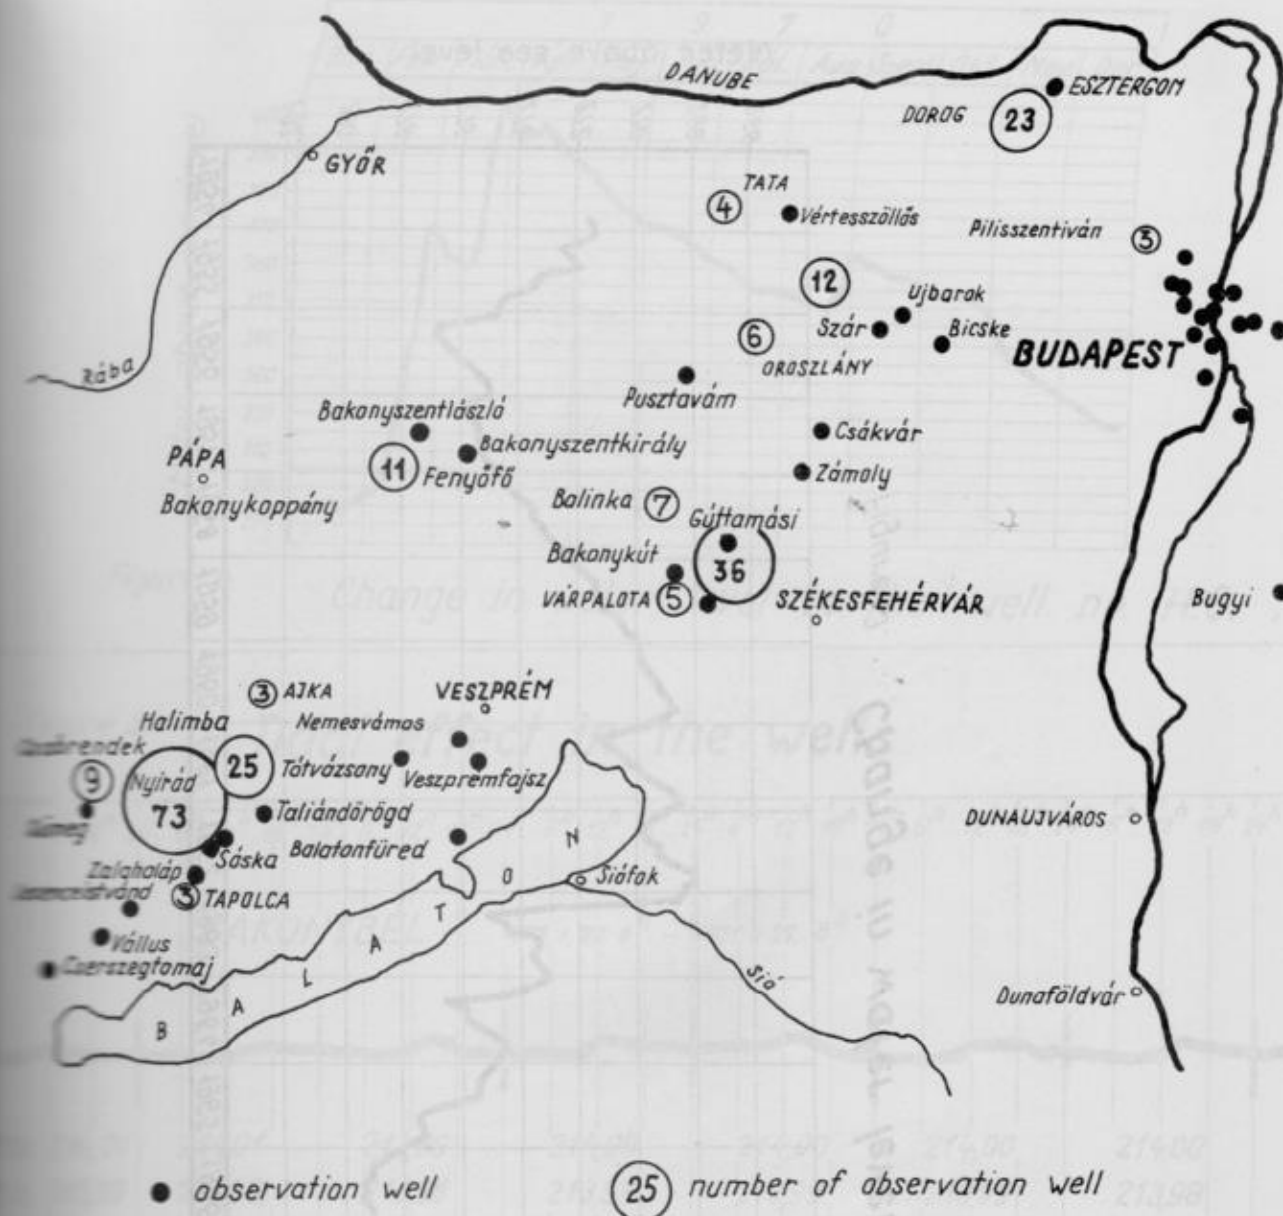 DANUBE
ESZTERGOM
DOROG
23
GYŐR
TATA
4
Vértesszöllős
Pilisszentiván
3
12
Ujbarok
Szár
Bicske
6
OROSZLÁNY
BUDAPEST
Rába
Pusztavám
Bakonyszentlászló
Bakonyszentkirály
11
Fenyőfő
Csákvár
PÁPA
Zámoly
Bakonykoppány
Balinka
7
Gúttamási
Bakonykút
36
VÁRPALOTA
5
SZÉKESFEHÉRVÁR
Bugyi
3
AJKA
VESZPRÉM
Halimba
Nemesvámos
9
Nyirád
73
25
Tótvázsony
Veszprémfajsz
Taliándörögd
DUNAUJVÁROS
Sáska
Balatonfüred
Zalahaláp
3
TAPOLCA
Siófok
Vállus
Cserszegtomaj
BALATON
Sió
Dunaföldvár
observation well
25 number of observation well